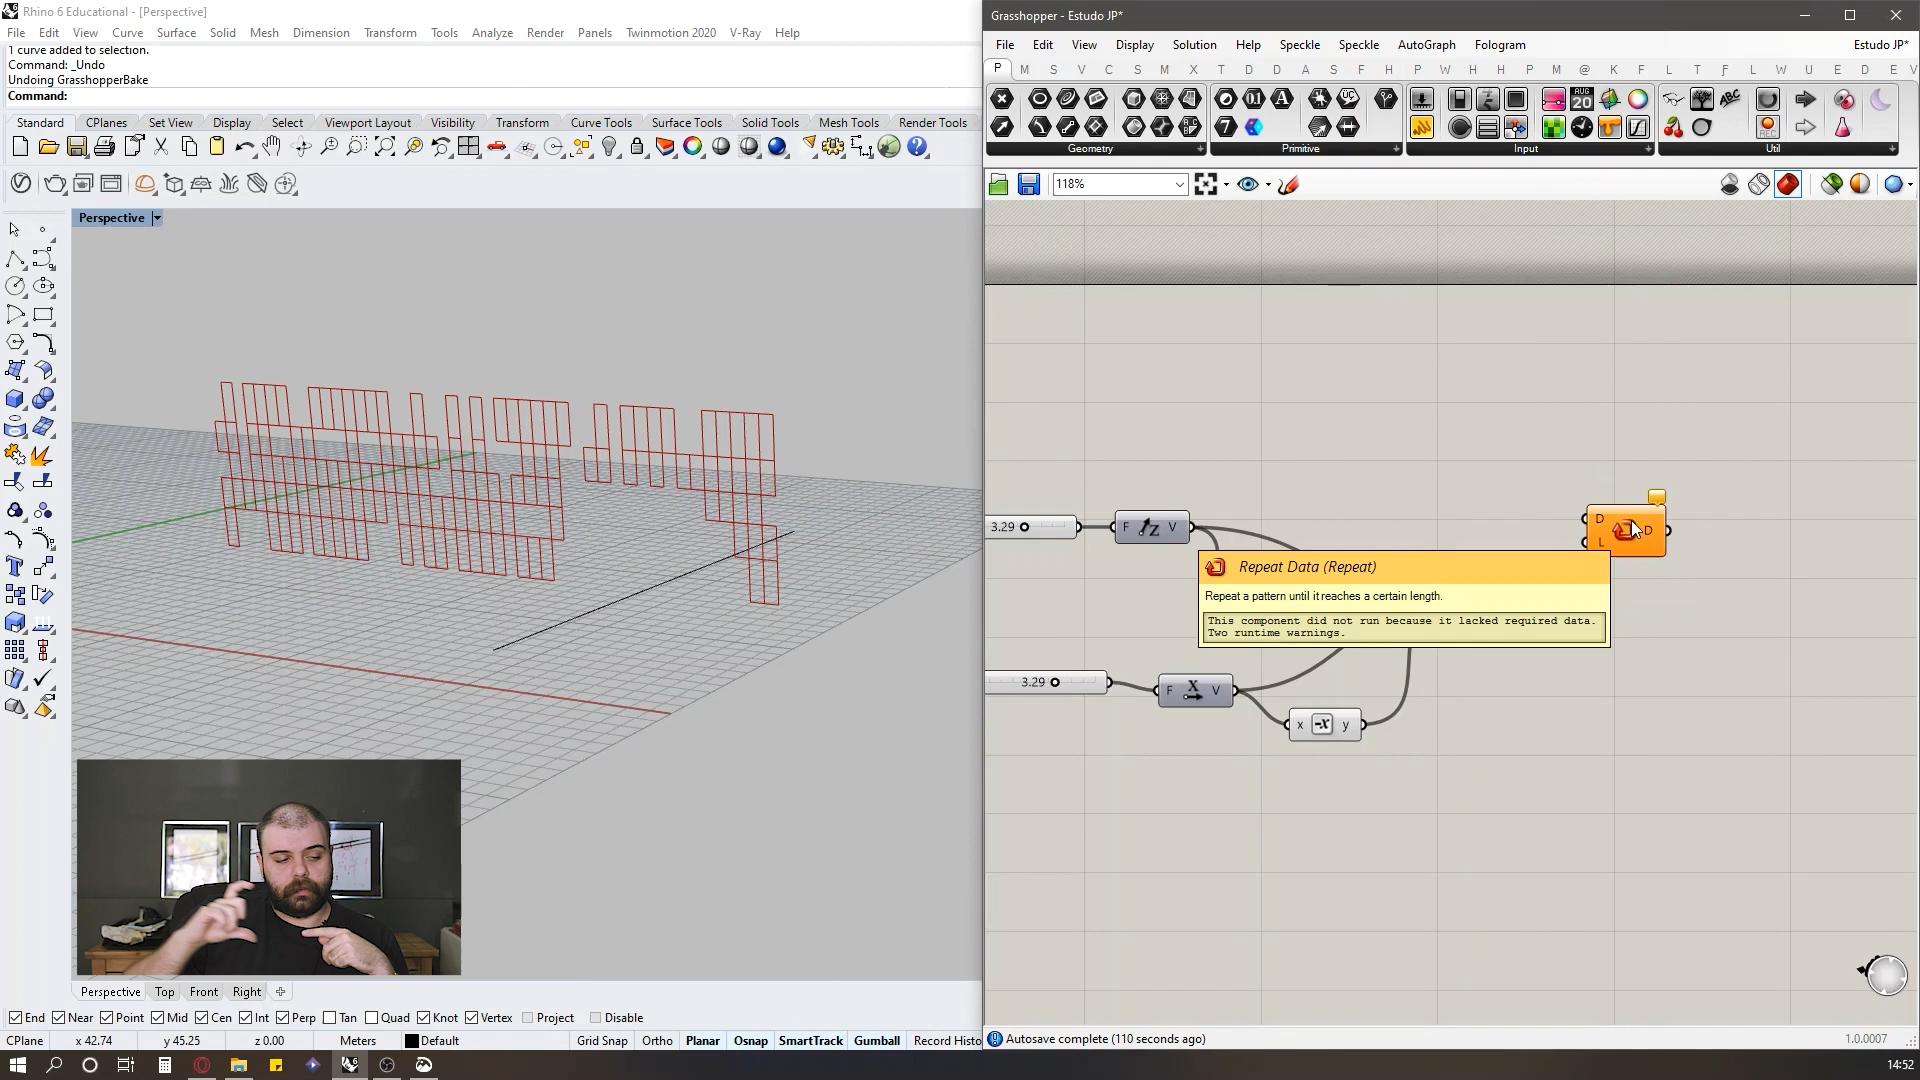 Rhino 6 Educational - [Perspective]
File Edit View Curve Surface Solid Mesh Dimension Transform Tools Analyze Render Panels Twinmotion 2020 V-Ray Help
1 curve added to selection.
Command: _Undo
Undoing GrasshopperBake
Command:
Standard CPlanes Set View Display Select Viewport Layout Visibility Transform Curve Tools Surface Tools Solid Tools Mesh Tools Render Tools
Perspective
Perspective Top Front Right
End Near Point Mid Cen Int Perp Tan Quad Knot Vertex Project Disable
CPlane x 42.74 y 45.25 z 0.00 Meters Default Grid Snap Ortho Planar Osnap SmartTrack Gumball Record Histo
Grasshopper - Estudo JP*
File Edit View Display Solution Help Speckle Speckle AutoGraph Fologram Estudo JP*
P M S V C S M X T D D A S F H P W H H P M @ K F L T F L W U E D E V
Geometry Primitive Input Util
118%
D
D
L
3.29
F Z V
Repeat Data (Repeat)
Repeat a pattern until it reaches a certain length.
This component did not run because it lacked required data.
Two runtime warnings.
3.29
F X V
x -x y
Autosave complete (110 seconds ago)
1.0.0007
14:52